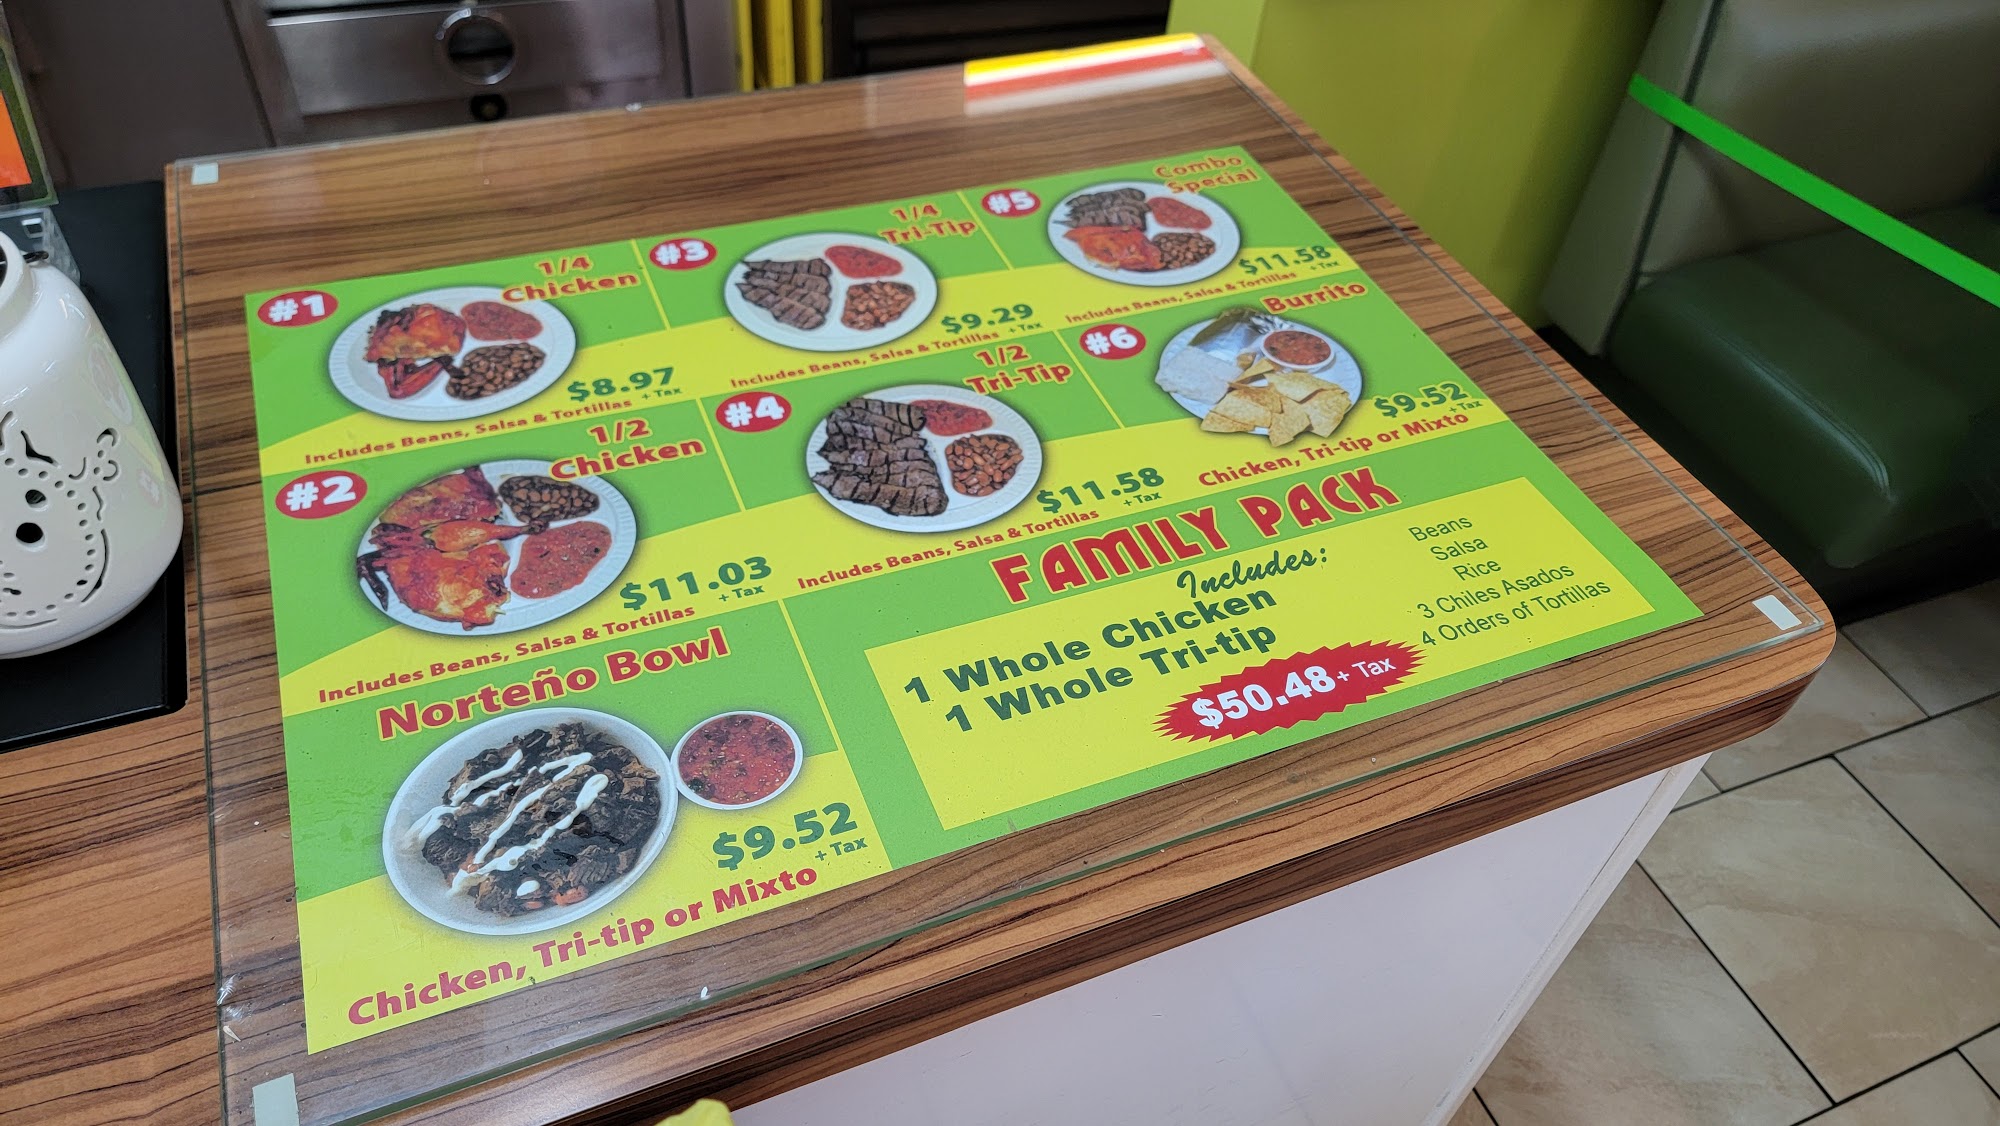 #1
1/4
Chicken
$8.97
+ Tax
Includes Beans, Salsa & Tortillas
#2
1/2
Chicken
$11.03
+ Tax
Includes Beans, Salsa & Tortillas
#3
1/4
Tri-Tip
$9.29
+ Tax
Includes Beans, Salsa & Tortillas
#4
1/2
Tri-Tip
$11.58
+ Tax
Includes Beans, Salsa & Tortillas
#5
Combo
Special
$11.58
+ Tax
Includes Beans, Salsa & Tortillas
#6
Burrito
$9.52
+ Tax
Chicken, Tri-tip or Mixto
Norteño Bowl
$9.52
+ Tax
Chicken, Tri-tip or Mixto
FAMILY PACK
Includes:
1 Whole Chicken
1 Whole Tri-tip
$50.48 + Tax
Beans
Salsa
Rice
3 Chiles Asados
4 Orders of Tortillas